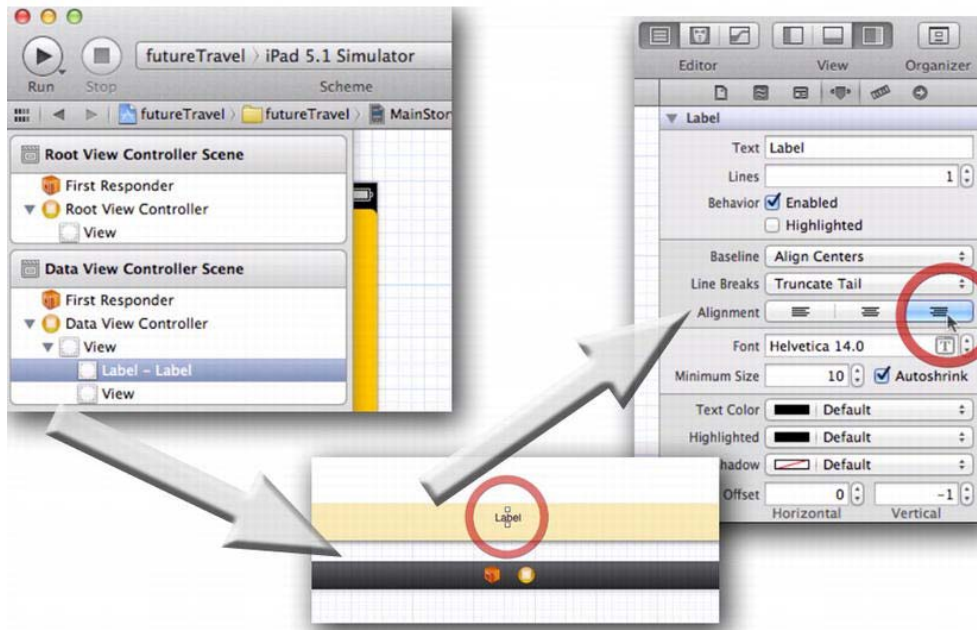 futureTravel iPad 5.1 Simulator
Run Stop Scheme
futureTravel futureTravel MainStor
Root View Controller Scene
First Responder
Root View Controller
View
Data View Controller Scene
First Responder
Data View Controller
View
Label - Label
View
Label
Editor View Organizer
Label
Text Label
Lines 1
Behavior Enabled
Highlighted
Baseline Align Centers
Line Breaks Truncate Tail
Alignment
Font Helvetica 14.0 T
Minimum Size 10 Autoshrink
Text Color Default
Highlighted Default
hadow Default
Offset 0 -1
Horizontal Vertical